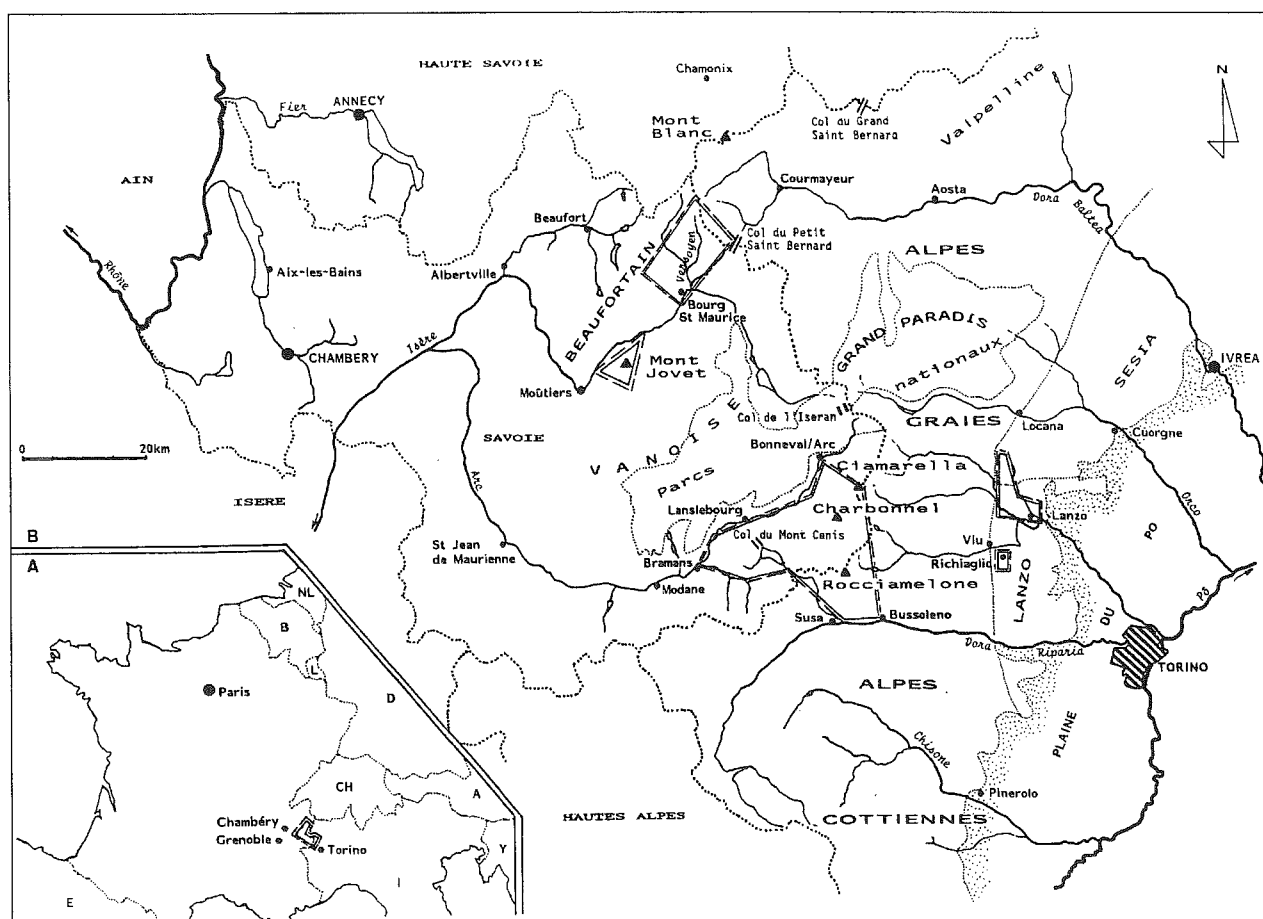 HAUTE SAVOIE
Chamonix
N
Fier
ANNECY
Mont
Blanc
Col du Grand
Saint Bernard
Valpelline
AIN
Courmayeur
Aosta
Dora
Baltea
Beaufort
Col du Petit
Saint Bernard
ALPES
Rhône
Aix-les-Bains
Albertville
BEAUFORTAIN
Versoyen
Bourg
St Maurice
GRAND PARADIS
nationaux
SESIA
IVREA
CHAMBERY
Isère
Mont
Jovet
Moûtiers
Col de l'Iseran
GRAIES
Locana
Cuorgne
0 20km
SAVOIE
VANOISE
Parcs
Bonneval/Arc
Ciamarella
Orco
ISERE
Arc
Lanslebourg
Charbonnel
Lanzo
PO
B
A
St Jean
de Maurienne
Col du Mont Cenis
Viu
Richiaglio
Bramans
Modane
Rocciamelone
LANZO
DU
Pô
Susa
Bussoleno
Dora
Riparia
TORINO
NL
B
L
Paris
D
ALPES
PLAINE
Chisone
CH
A
Pinerolo
Chambéry
Grenoble
Torino
Y
HAUTES ALPES
COTTIENNES
E
I